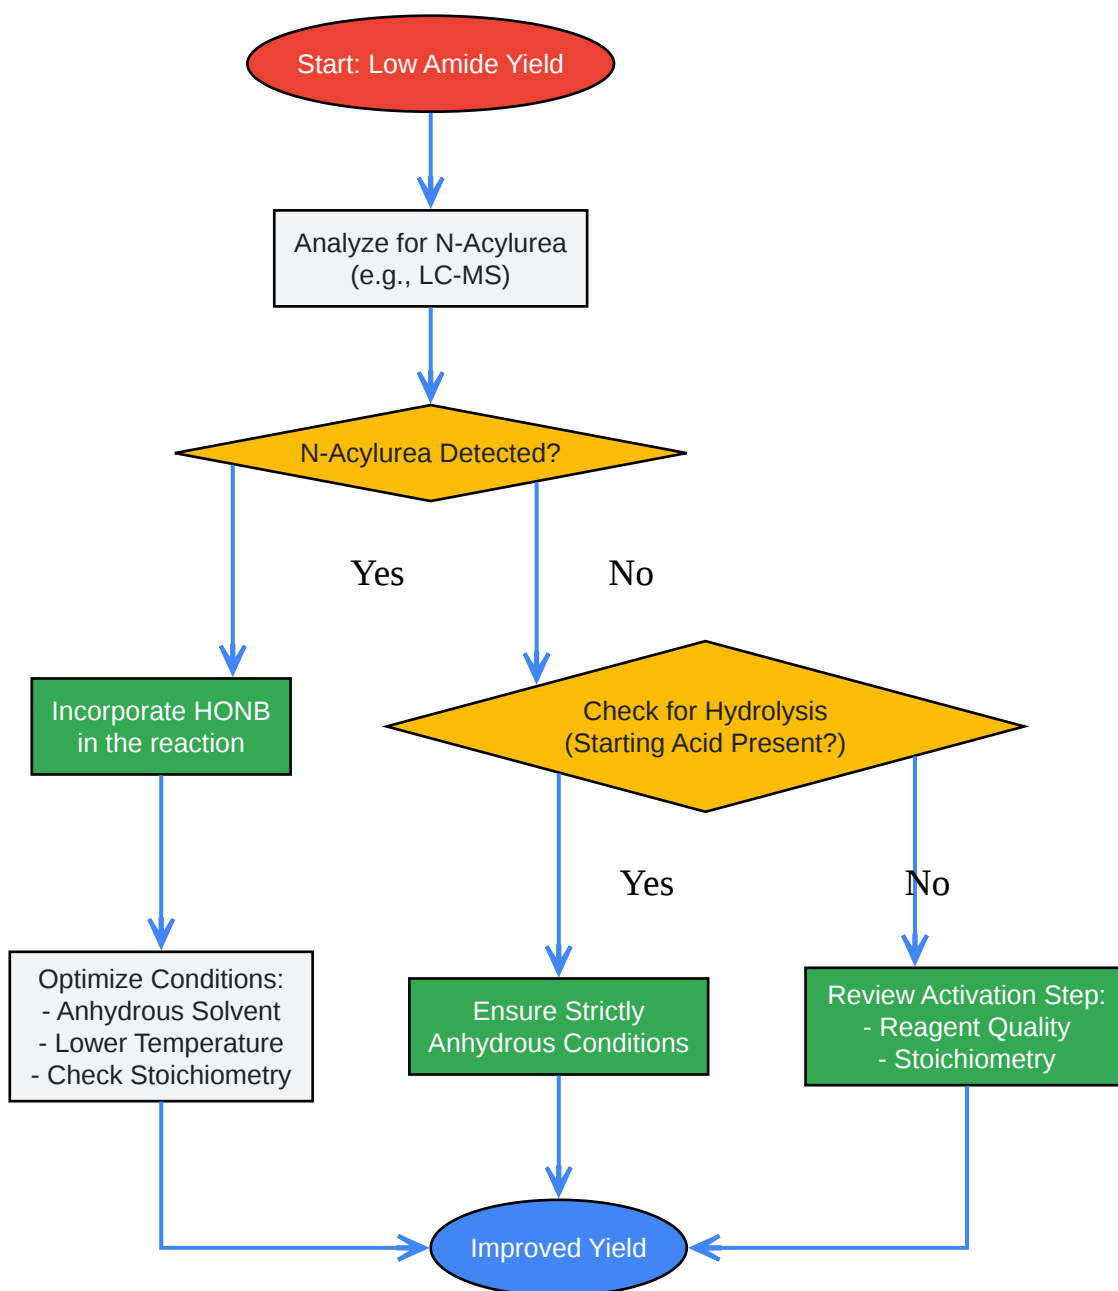 Start: Low Amide Yield
Analyze for N-Acylurea
(e.g., LC-MS)
N-Acylurea Detected?
Yes
No
Incorporate HONB
in the reaction
Check for Hydrolysis
(Starting Acid Present?)
Yes
No
Optimize Conditions:
- Anhydrous Solvent
- Lower Temperature
- Check Stoichiometry
Ensure Strictly
Anhydrous Conditions
Review Activation Step:
- Reagent Quality
- Stoichiometry
Improved Yield